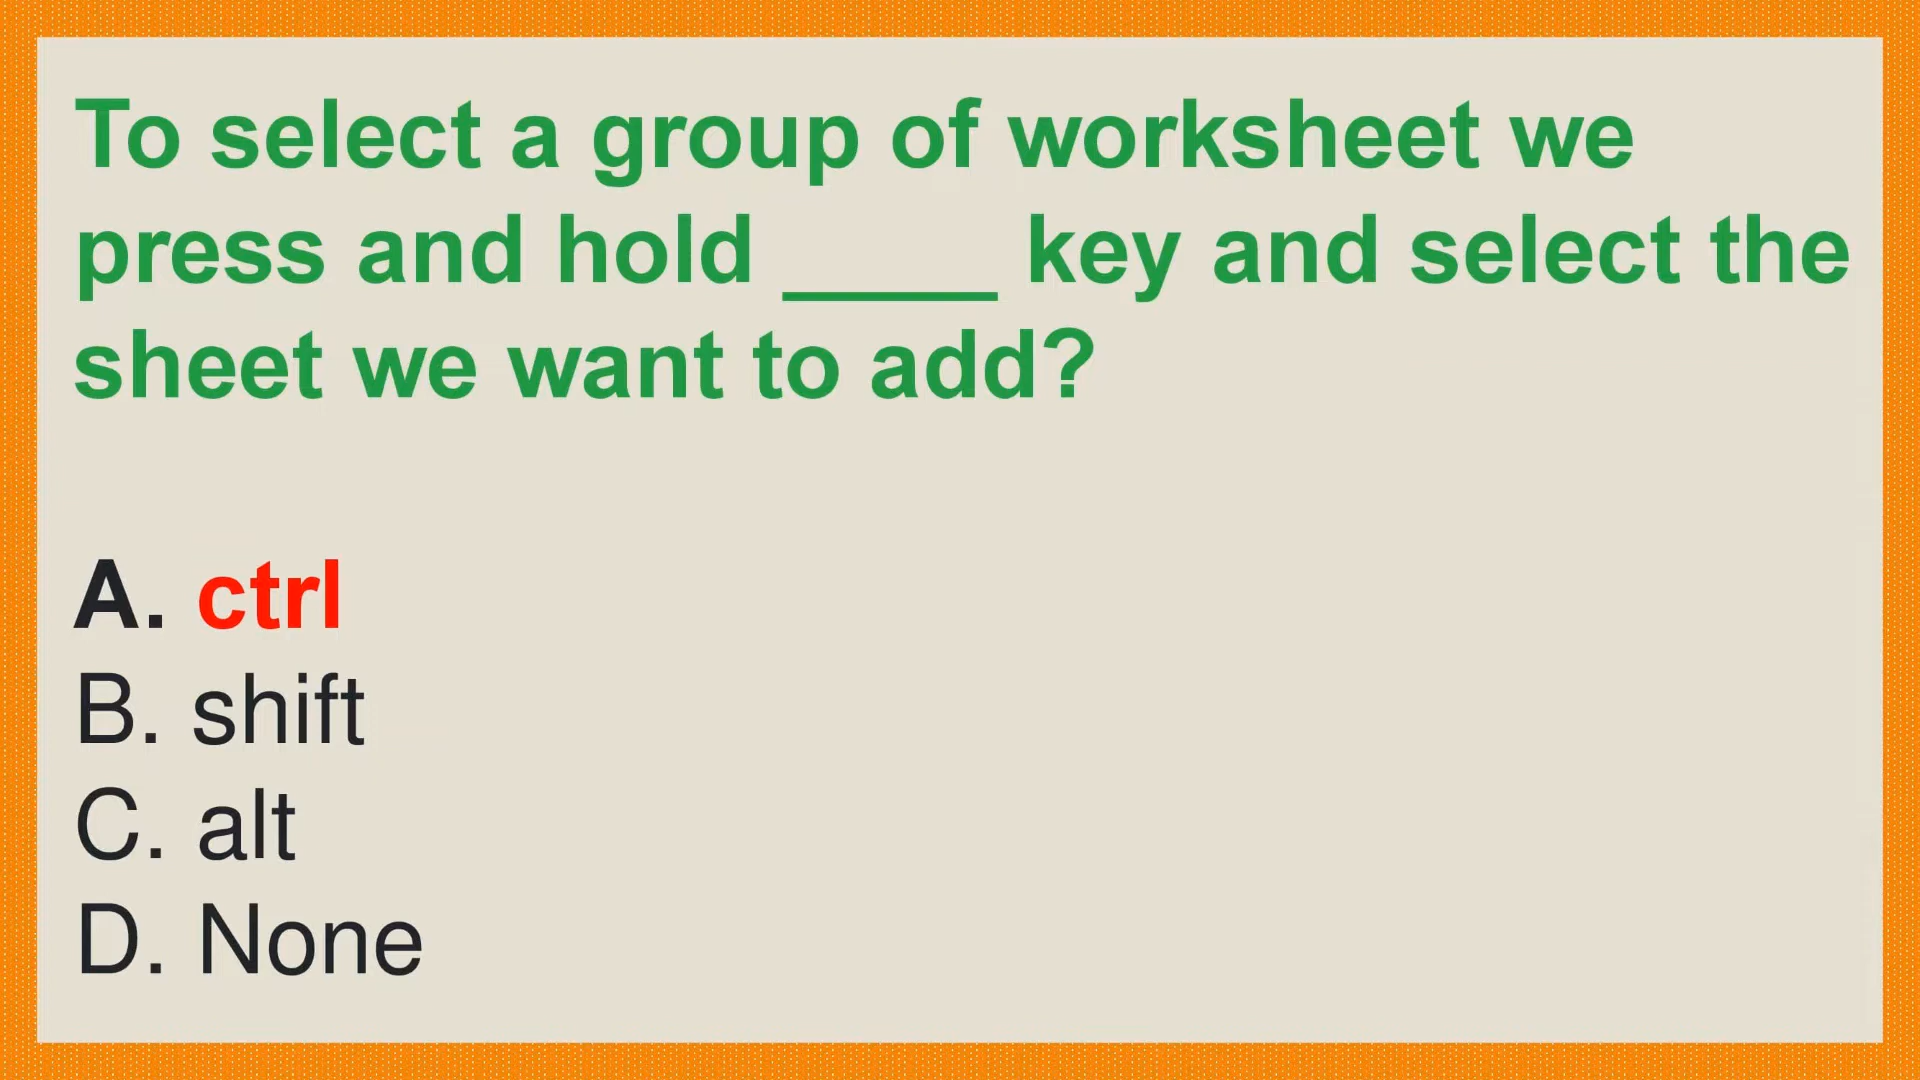 To select a group of worksheet we
press and hold ____ key and select the
sheet we want to add?
A. ctrl
B. shift
C. alt
D. None